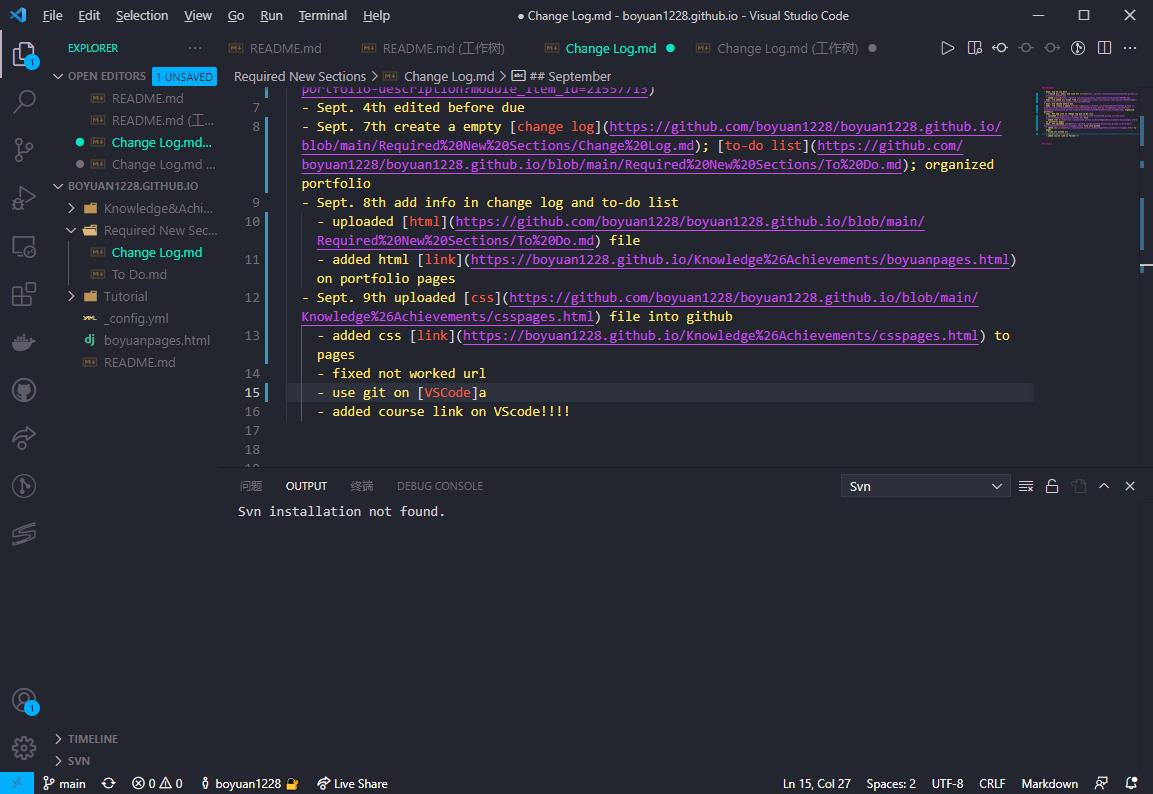 File Edit Selection View Go Run Terminal Help
● Change Log.md - boyuan1228.github.io - Visual Studio Code
EXPLORER
README.md
README.md (工作树)
Change Log.md
Change Log.md (工作树)
OPEN EDITORS 1 UNSAVED
README.md
README.md (工...
Change Log.md...
Change Log.md ...
BOYUAN1228.GITHUB.IO
Knowledge&Achi...
Required New Sec...
Change Log.md
To Do.md
Tutorial
_config.yml
boyuanpages.html
README.md
Required New Sections > Change Log.md > ## September
portfolio-description?module_item_id=21557713)
7 - Sept. 4th edited before due
8 - Sept. 7th create a empty [change log](https://github.com/boyuan1228/boyuan1228.github.io/
blob/main/Required%20New%20Sections/Change%20Log.md); [to-do list](https://github.com/
boyuan1228/boyuan1228.github.io/blob/main/Required%20New%20Sections/To%20Do.md); organized
portfolio
9 - Sept. 8th add info in change log and to-do list
10 - uploaded [html](https://github.com/boyuan1228/boyuan1228.github.io/blob/main/
Required%20New%20Sections/To%20Do.md) file
11 - added html [link](https://boyuan1228.github.io/Knowledge%26Achievements/boyuanpages.html)
on portfolio pages
12 - Sept. 9th uploaded [css](https://github.com/boyuan1228/boyuan1228.github.io/blob/main/
Knowledge%26Achievements/csspages.html) file into github
13 - added css [link](https://boyuan1228.github.io/Knowledge%26Achievements/csspages.html) to
pages
14 - fixed not worked url
15 - use git on [VSCode]a
16 - added course link on VScode!!!!
17
18
问题 OUTPUT 终端 DEBUG CONSOLE
Svn
Svn installation not found.
1
1
TIMELINE
SVN
main 0 0 boyuan1228 Live Share
Ln 15, Col 27 Spaces: 2 UTF-8 CRLF Markdown